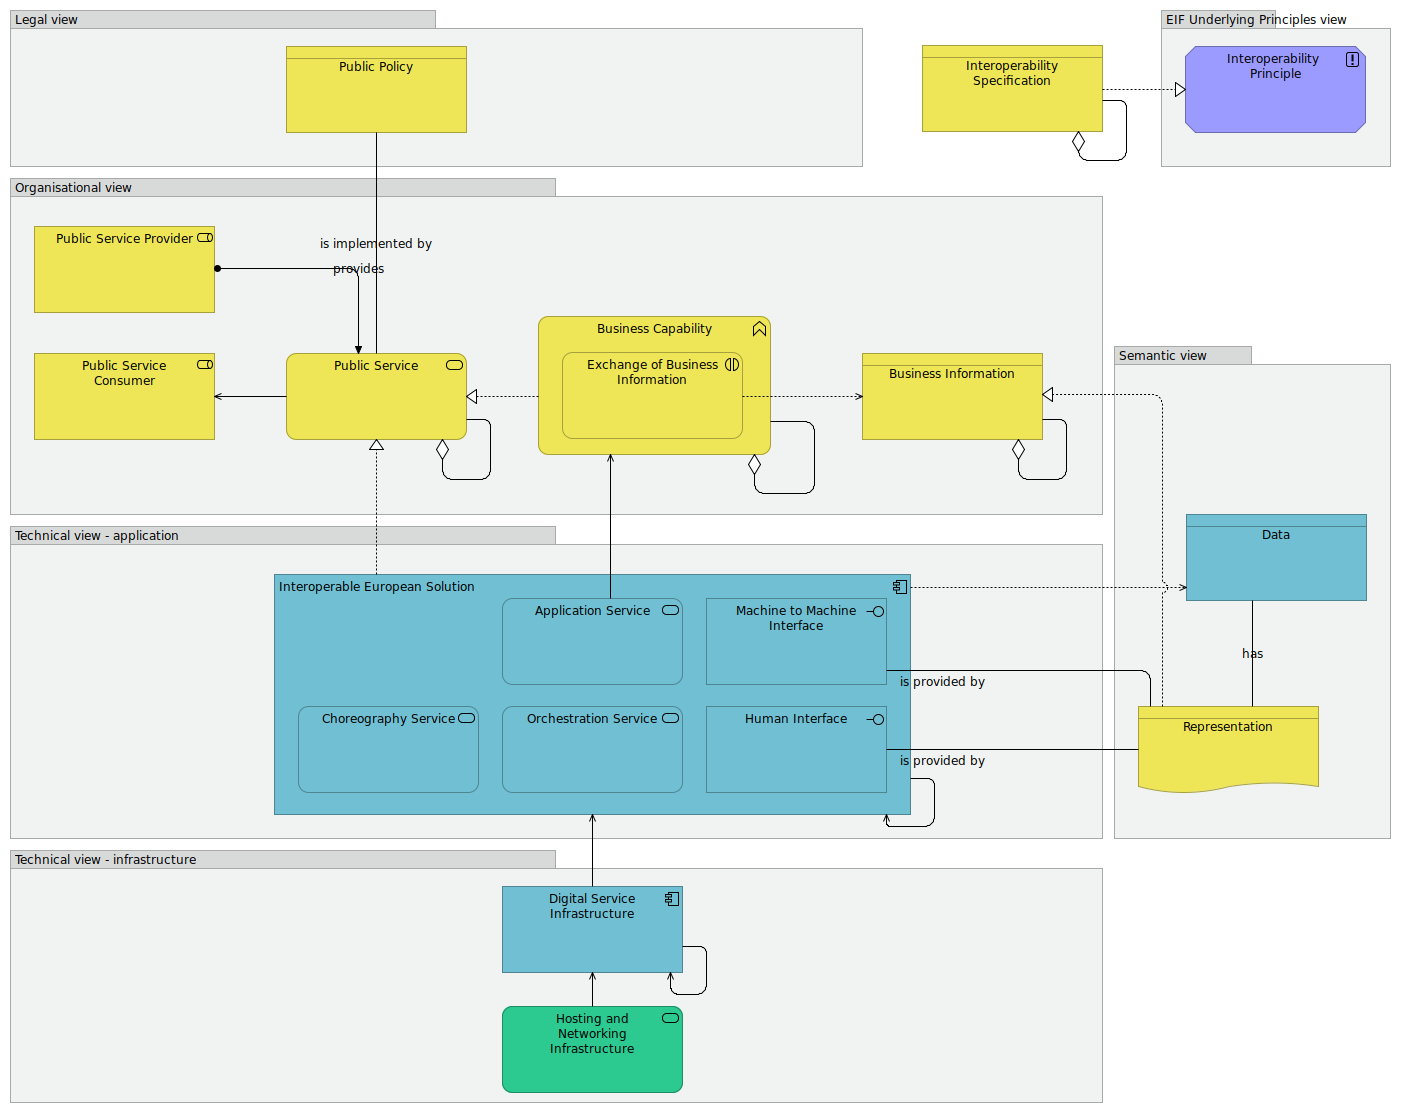 Legal view
Public Policy
Interoperability
Specification
EIF Underlying Principles view
Interoperability
Principle
Organisational view
Public Service Provider
is implemented by
provides
Public Service
Consumer
Public Service
Business Capability
Exchange of Business
Information
Business Information
Semantic view
Data
has
Representation
Technical view - application
Interoperable European Solution
Application Service
Machine to Machine
Interface
is provided by
Choreography Service
Orchestration Service
Human Interface
is provided by
Technical view - infrastructure
Digital Service
Infrastructure
Hosting and
Networking
Infrastructure